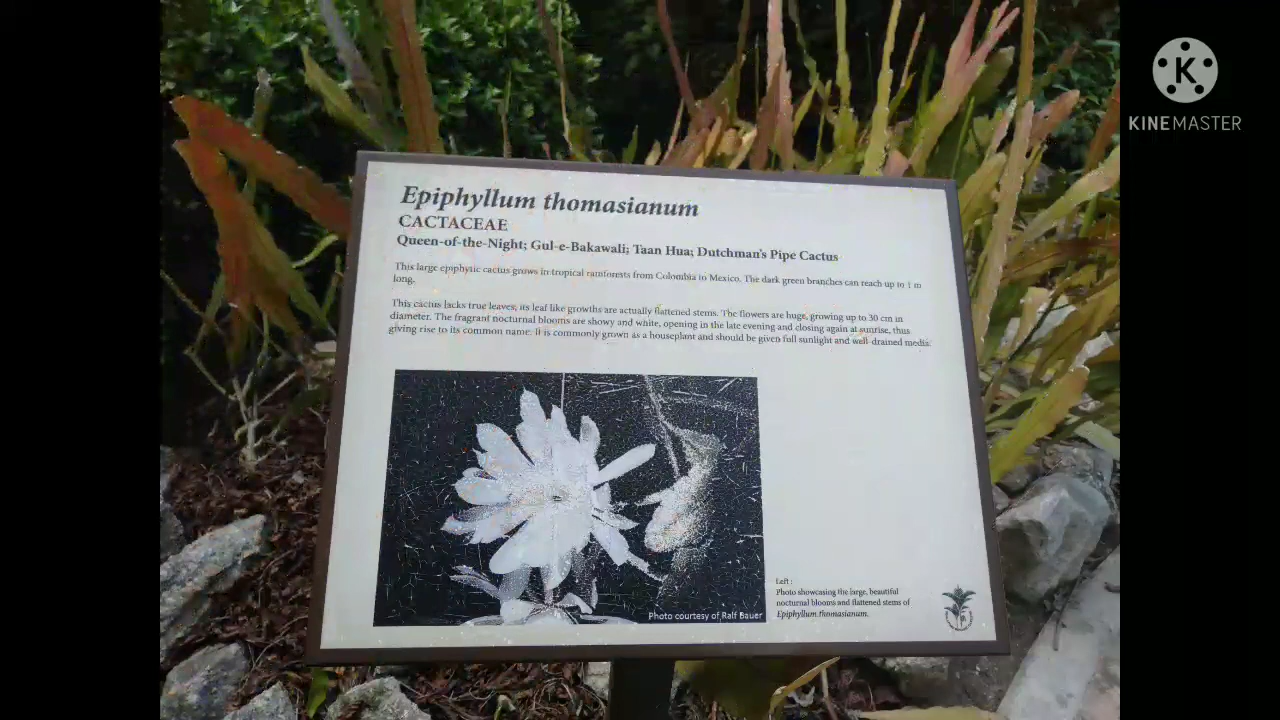 KINEMASTER
Epiphyllum thomasianum
CACTACEAE
Queen-of-the-Night; Gul-e-Bakawali; Taan Hua; Dutchman's Pipe Cactus
This large epiphytic cactus grows in tropical rainforests from Colombia to Mexico. The dark green branches can reach up to 1 m
long.
This cactus lacks true leaves, its leaf like growths are actually flattened stems. The flowers are huge, growing up to 30 cm in
diameter. The fragrant nocturnal blooms are showy and white, opening in the late evening and closing again at sunrise, thus
giving rise to its common name. It is commonly grown as a houseplant and should be given full sunlight and well-drained media.
Photo courtesy of Ralf Bauer
Left :
Photo showcasing the large, beautiful
nocturnal blooms and flattened stems of
Epiphyllum thomasianum.